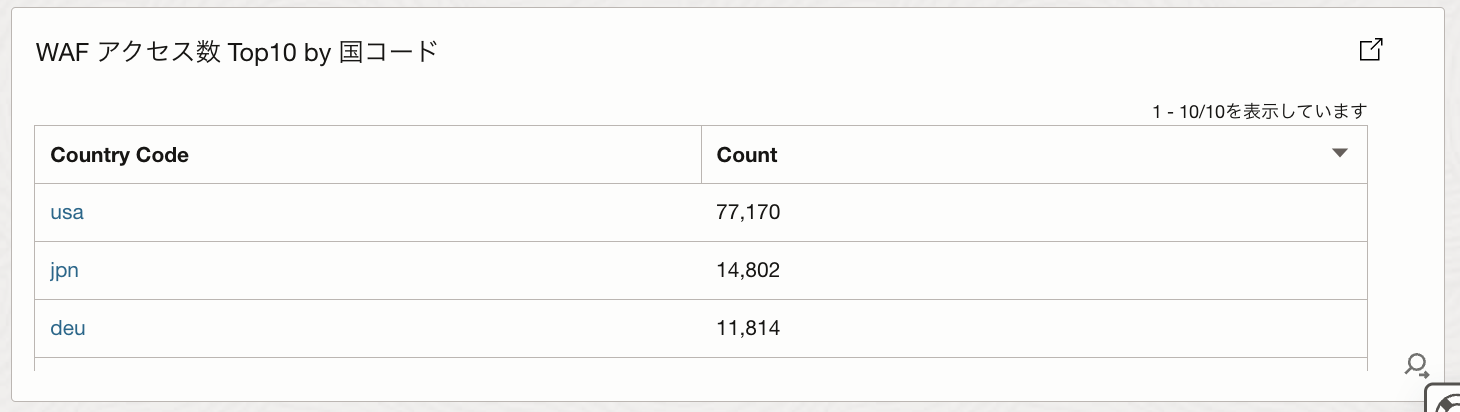 WAF アクセス数 Top10 by 国コード
1 - 10/10を表示しています
Country Code Count
usa 77,170
jpn 14,802
deu 11,814